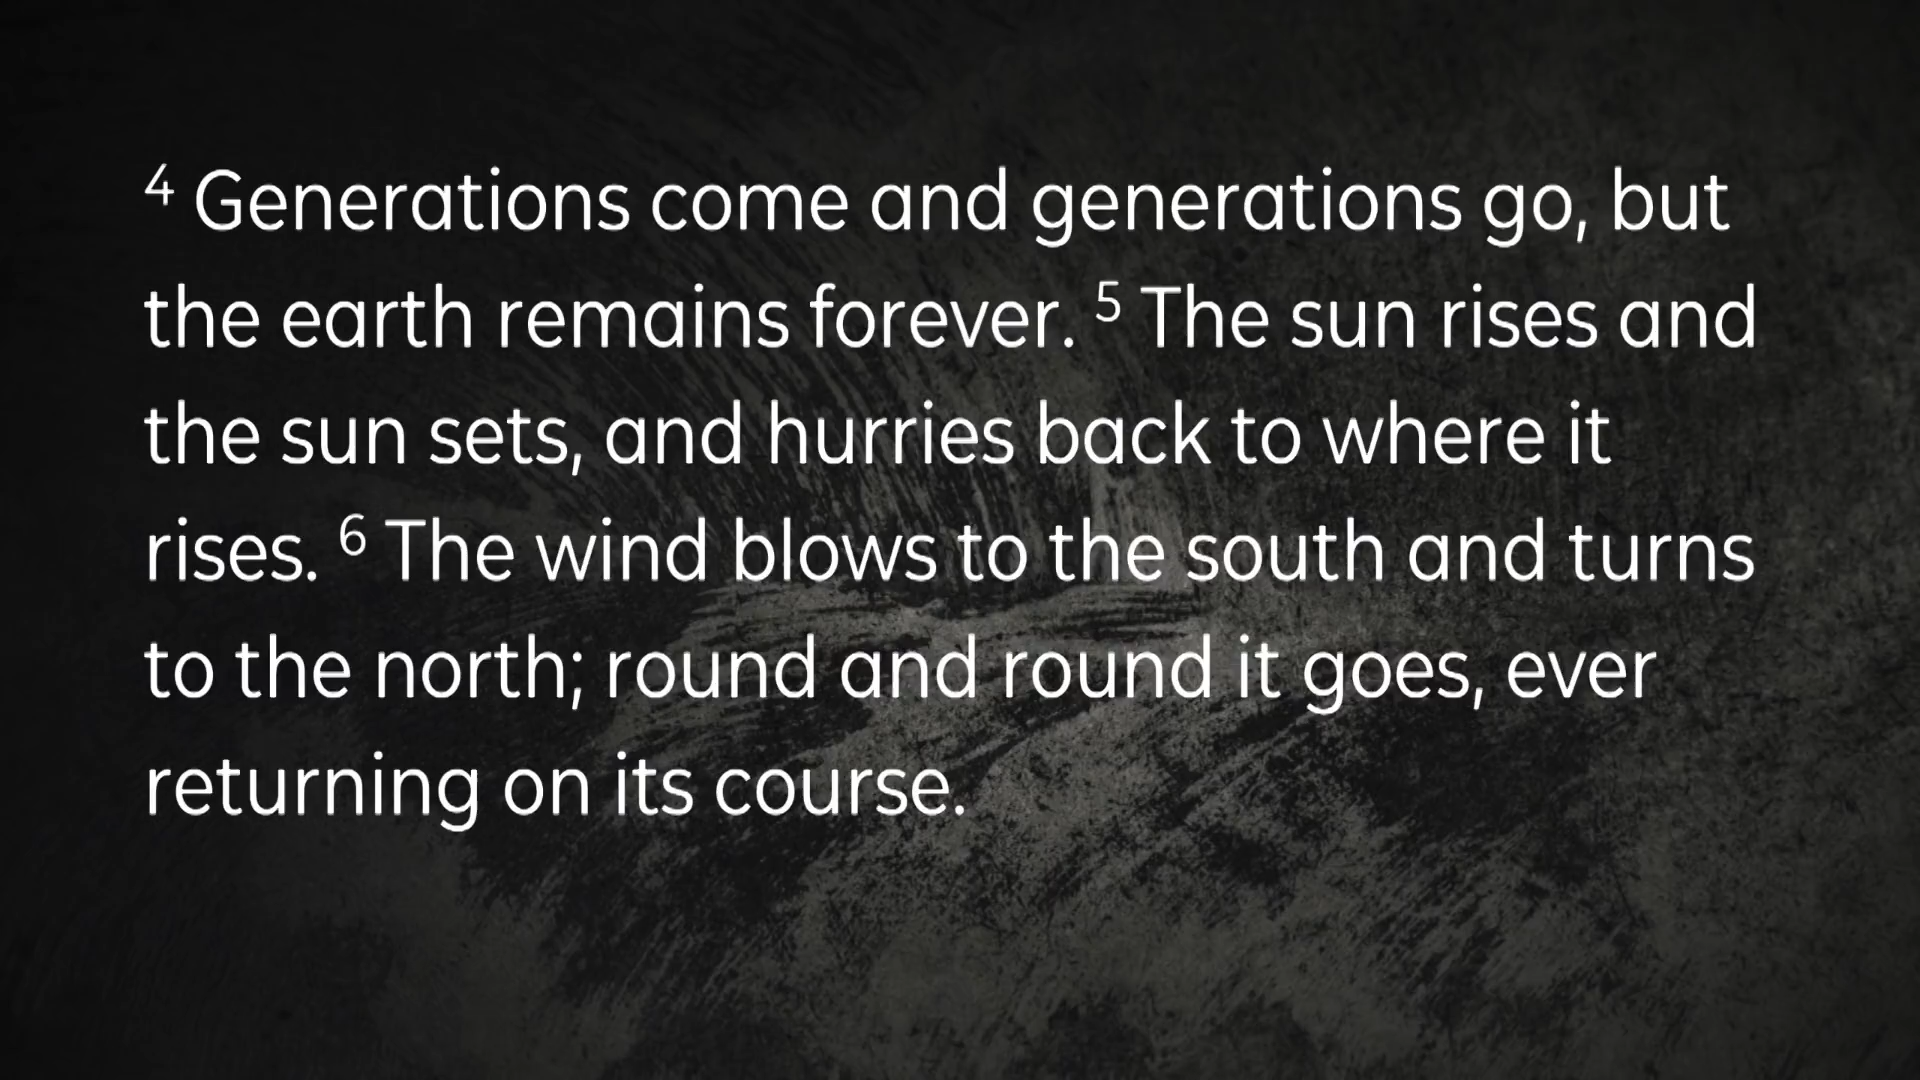 4 Generations come and generations go, but
the earth remains forever. 5 The sun rises and
the sun sets, and hurries back to where it
rises. 6 The wind blows to the south and turns
to the north; round and round it goes, ever
returning on its course.